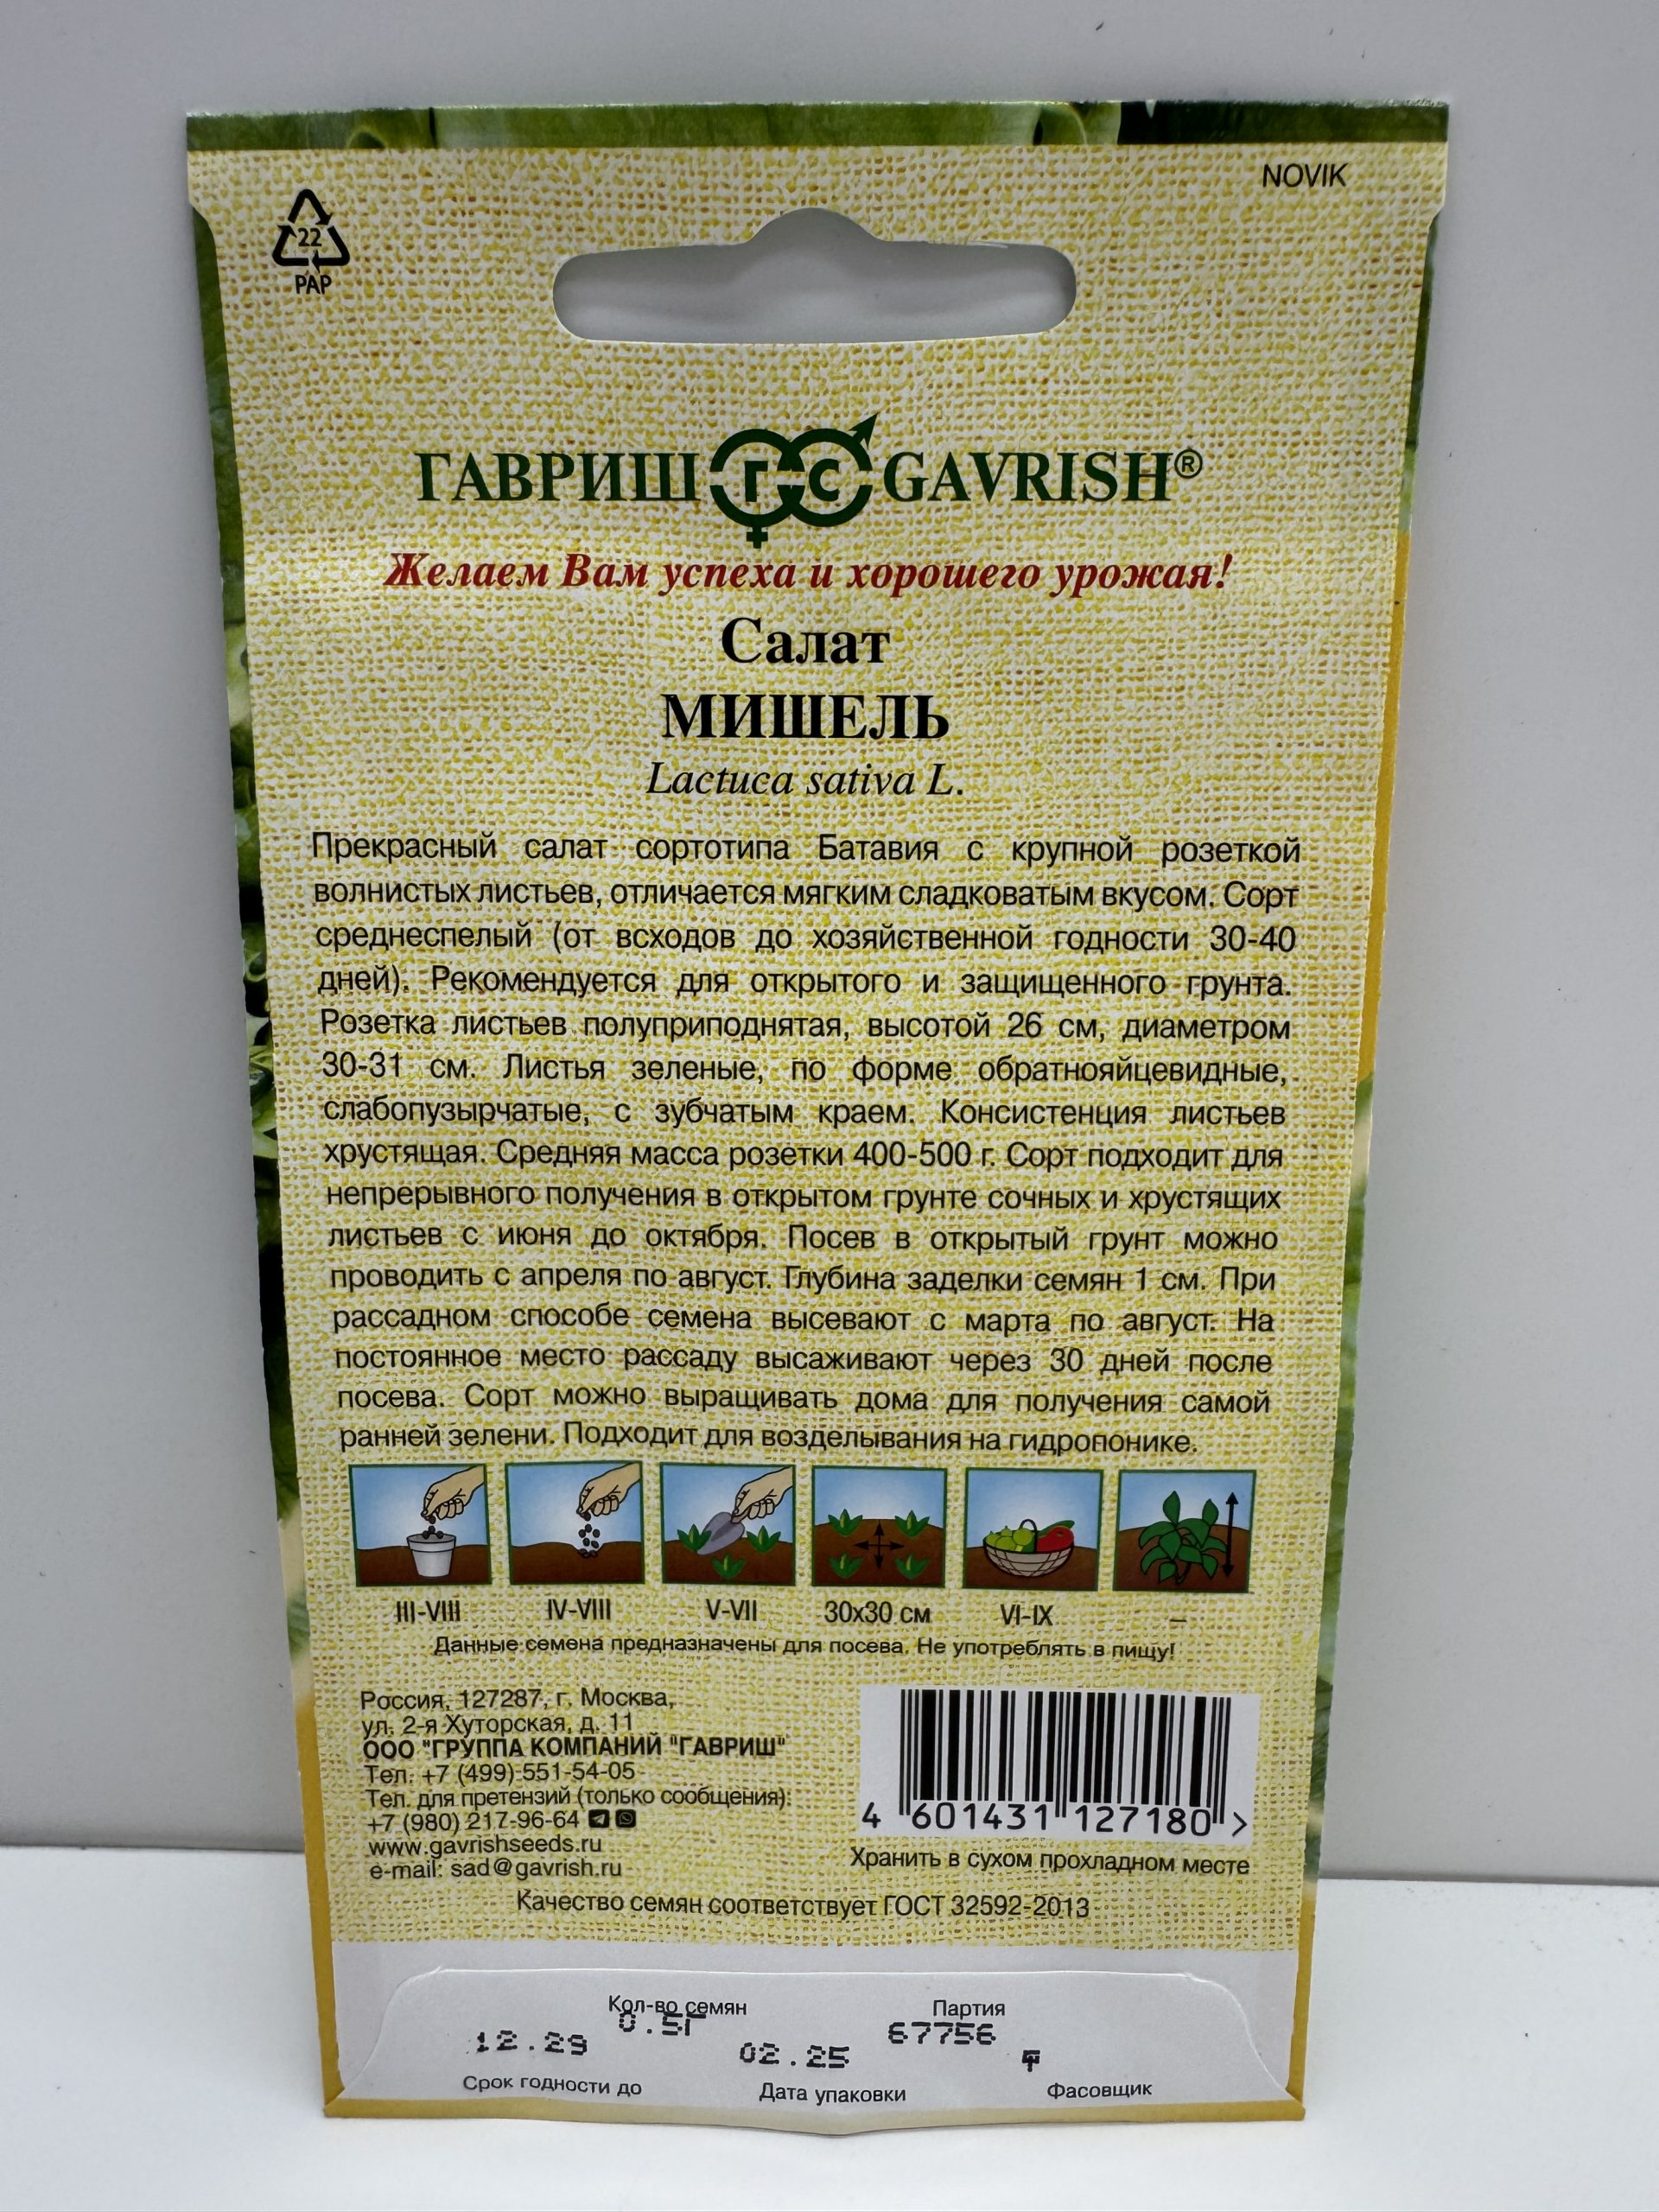 NOVIK
22
PAP
ГАВРИШ ГС GAVRISH®
Желаем Вам успеха и хорошего урожая!
Салат
МИШЕЛЬ
Lactuca sativa L.
Прекрасный салат сортотипа Батавия с крупной розеткой
волнистых листьев, отличается мягким сладковатым вкусом. Сорт
среднеспелый (от всходов до хозяйственной годности 30-40
дней). Рекомендуется для открытого и защищенного грунта.
Розетка листьев полуприподнятая, высотой 26 см, диаметром
30-31 см. Листья зеленые, по форме обратнояйцевидные,
слабопузырчатые, с зубчатым краем. Консистенция листьев
хрустящая. Средняя масса розетки 400-500 г. Сорт подходит для
непрерывного получения в открытом грунте сочных и хрустящих
листьев с июня до октября. Посев в открытый грунт можно
проводить с апреля по август. Глубина заделки семян 1 см. При
рассадном способе семена высевают с марта по август. На
постоянное место рассаду высаживают через 30 дней после
посева. Сорт можно выращивать дома для получения самой
ранней зелени. Подходит для возделывания на гидропонике.
III-VIII IV-VIII V-VII 30x30 см VI-IX –
Данные семена предназначены для посева. Не употреблять в пищу!
Россия, 127287, г. Москва,
ул. 2-я Хуторская, д. 11
ООО "ГРУППА КОМПАНИЙ "ГАВРИШ"
Тел. +7 (499) 551-54-05
Тел. для претензий (только сообщения):
+7 (980) 217-96-64
www.gavrishseeds.ru
e-mail: sad@gavrish.ru
4 601431 127180 >
Хранить в сухом прохладном месте
Качество семян соответствует ГОСТ 32592-2013
Кол-во семян Партия
12.29 0.5Г 02.25 67756
Срок годности до Дата упаковки Фасовщик